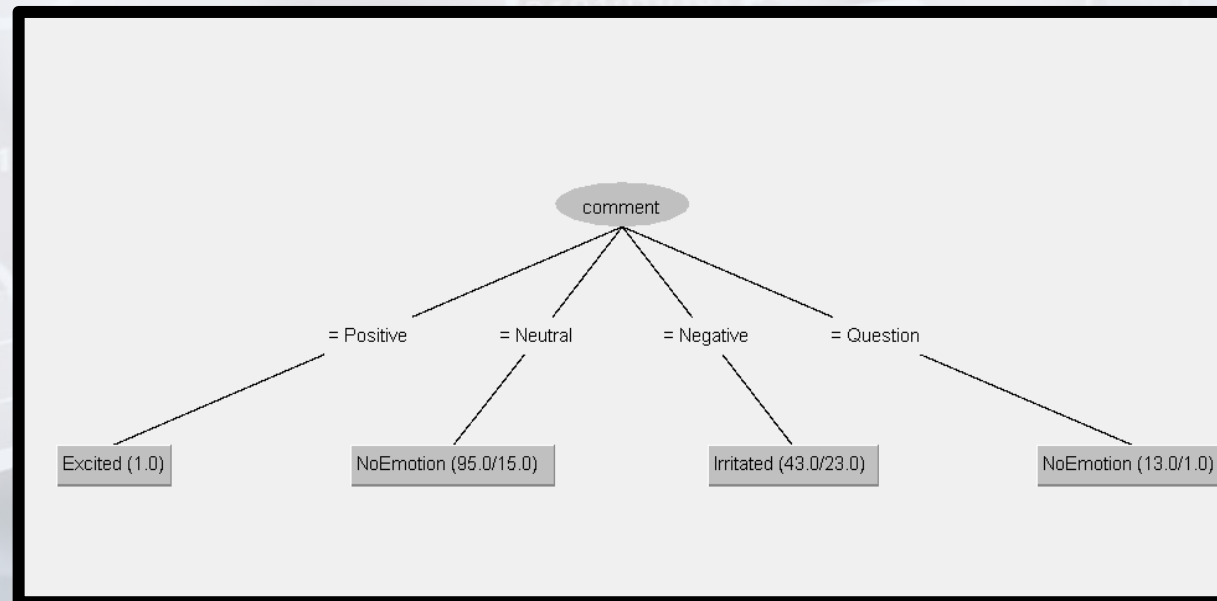 comment
= Positive
= Neutral
= Negative
= Question
Excited (1.0)
NoEmotion (95.0/15.0)
Irritated (43.0/23.0)
NoEmotion (13.0/1.0)